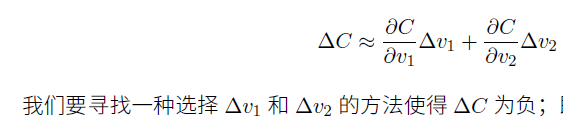 ΔC ≈ ∂C/∂v₁ Δv₁ + ∂C/∂v₂ Δv₂
我们要寻找一种选择 Δv₁ 和 Δv₂ 的方法使得 ΔC 为负；